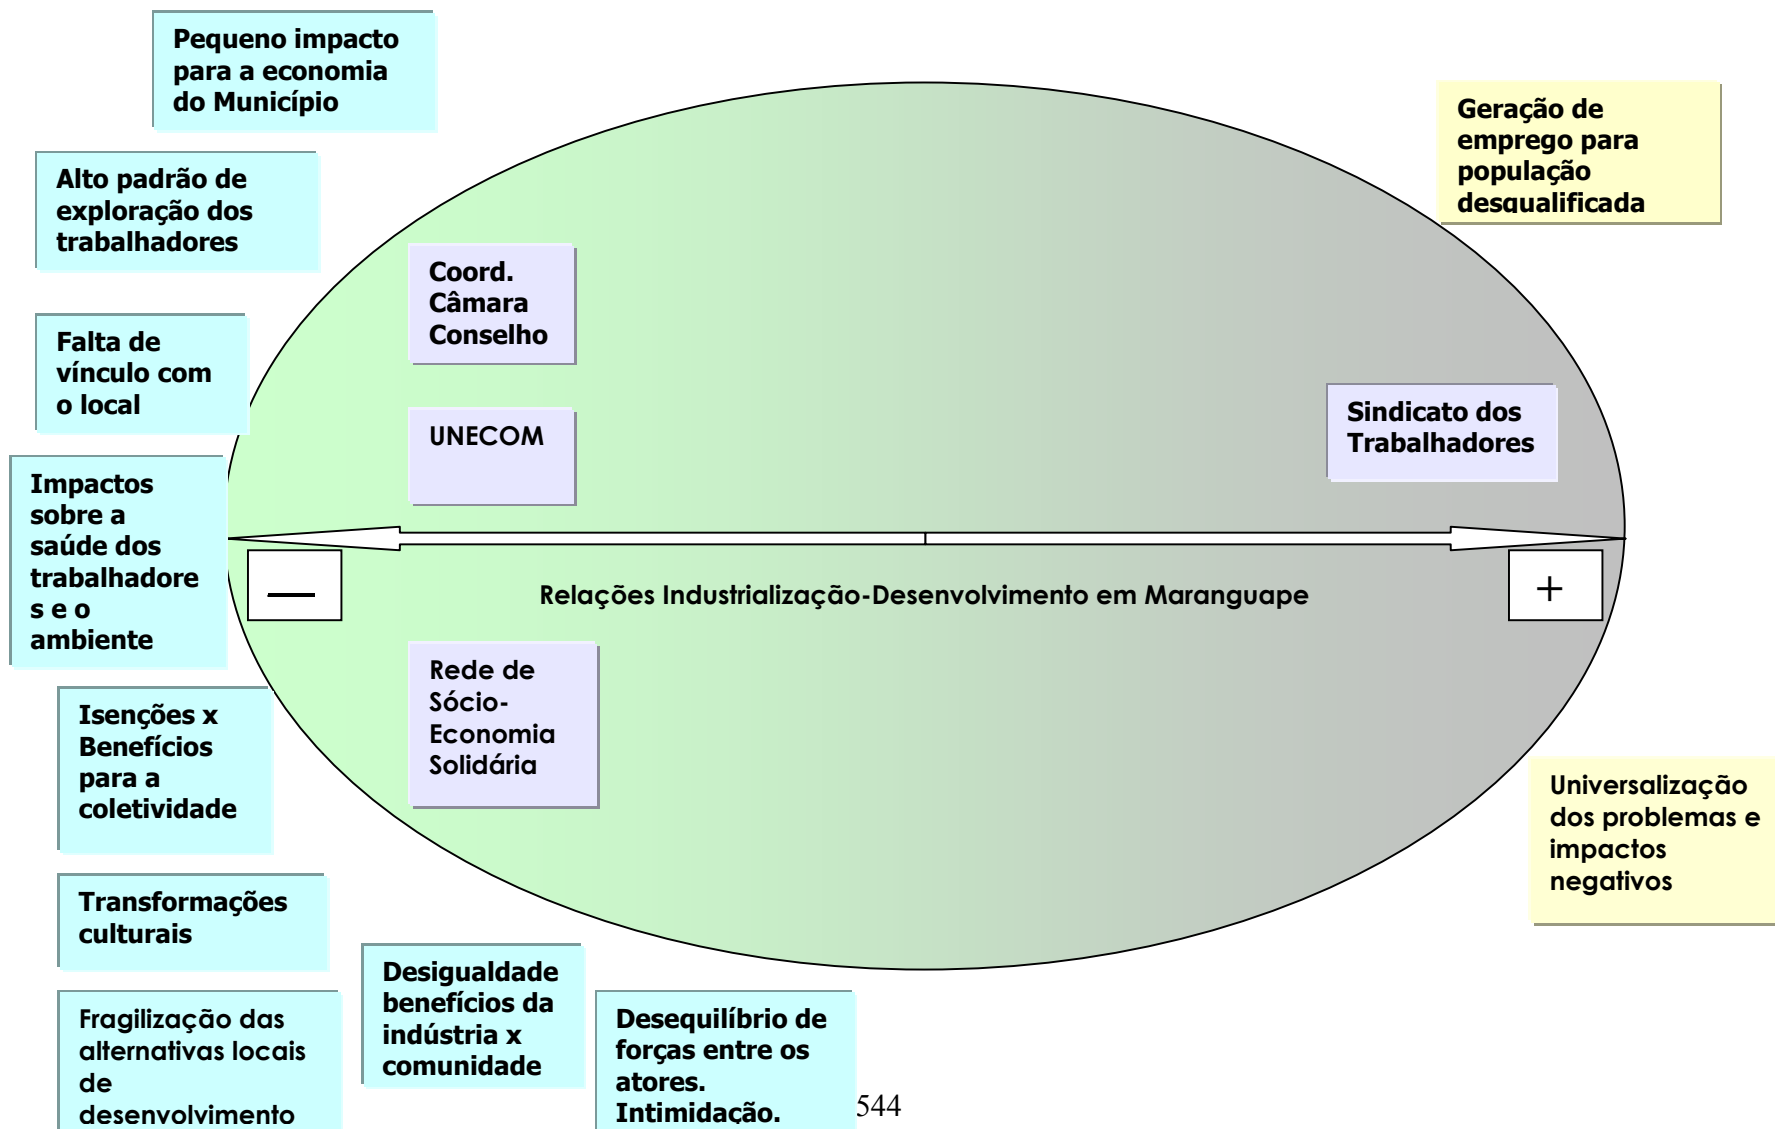 Pequeno impacto
para a economia
do Município
Geração de
emprego para
população
desqualificada
Alto padrão de
exploração dos
trabalhadores
Coord.
Câmara
Conselho
Falta de
vínculo com
o local
Sindicato dos
Trabalhadores
UNECOM
Impactos
sobre a
saúde dos
trabalhadore
s e o
ambiente
—
+
Relações Industrialização-Desenvolvimento em Maranguape
Rede de
Sócio-
Economia
Solidária
Isenções x
Benefícios
para a
coletividade
Universalização
dos problemas e
impactos
negativos
Transformações
culturais
Desigualdade
benefícios da
indústria x
comunidade
Fragilização das
alternativas locais
de
desenvolvimento
Desequilíbrio de
forças entre os
atores.
Intimidação.
544